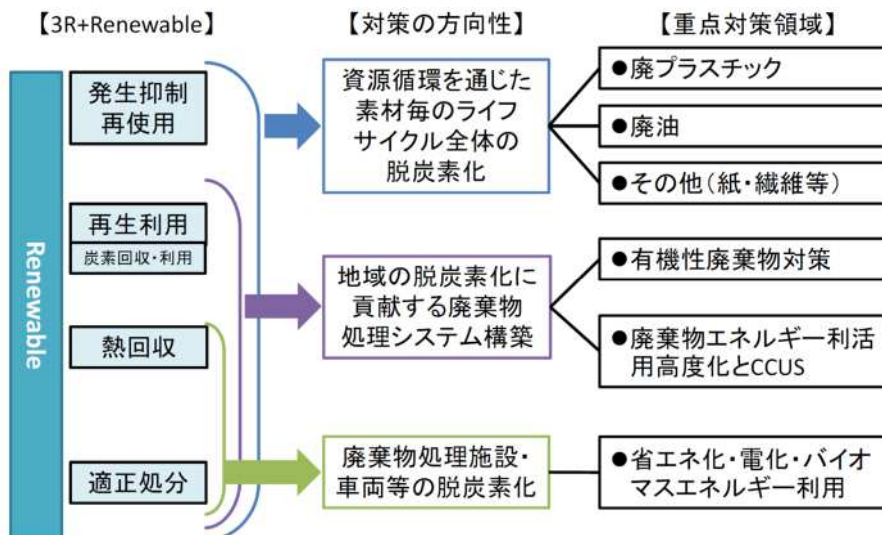 【3R+Renewable】
【対策の方向性】
【重点対策領域】
Renewable
発生抑制
再使用
再生利用
炭素回収・利用
熱回収
適正処分
資源循環を通じた
素材毎のライフ
サイクル全体の
脱炭素化
地域の脱炭素化に
貢献する廃棄物
処理システム構築
廃棄物処理施設・
車両等の脱炭素化
●廃プラスチック
●廃油
●その他（紙・繊維等）
●有機性廃棄物対策
●廃棄物エネルギー利活
用高度化とCCUS
●省エネ化・電化・バイオ
マスエネルギー利用